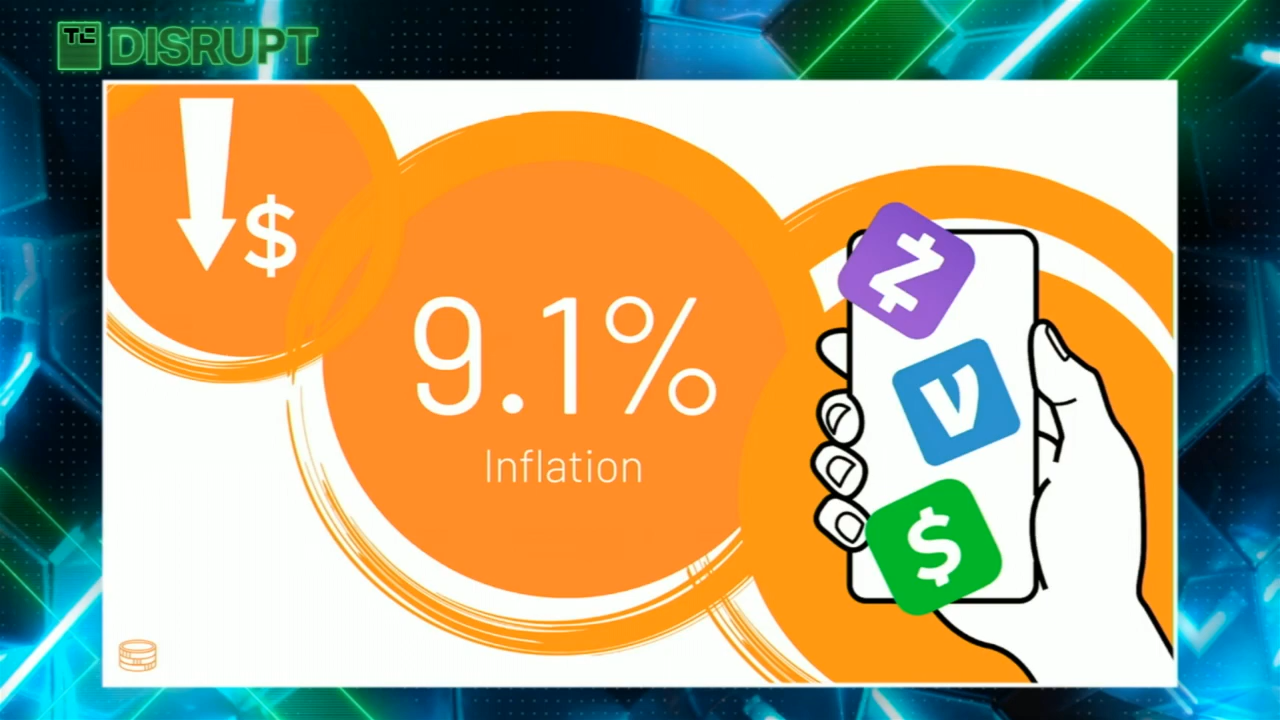 TC DISRUPT
$
9.1%
Inflation
Z
V
$